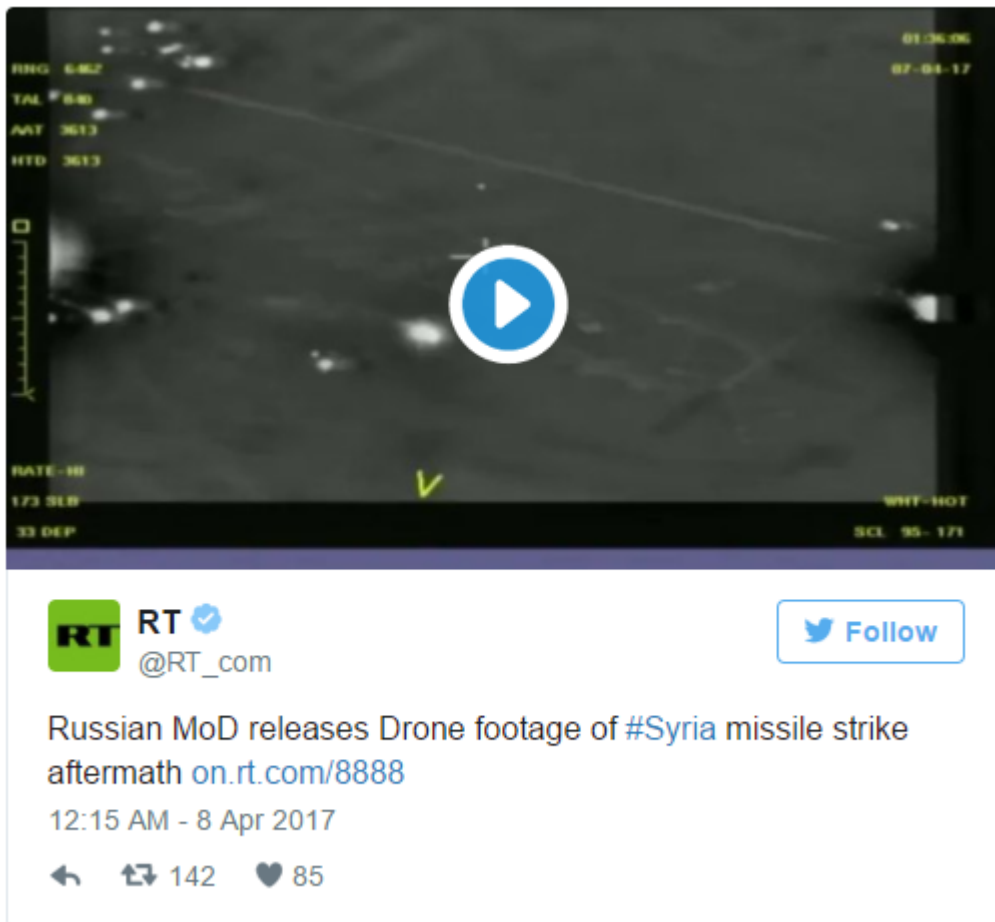 01:36:06
RNG 6462
07-04-17
TAL 840
AAT 3613
HTD 3613
RATE-HI
173 SLB
WHT-HOT
33 DEP
SCL 95-171
RT
RT
Follow
@RT_com
Russian MoD releases Drone footage of #Syria missile strike
aftermath on.rt.com/8888
12:15 AM - 8 Apr 2017
142 85